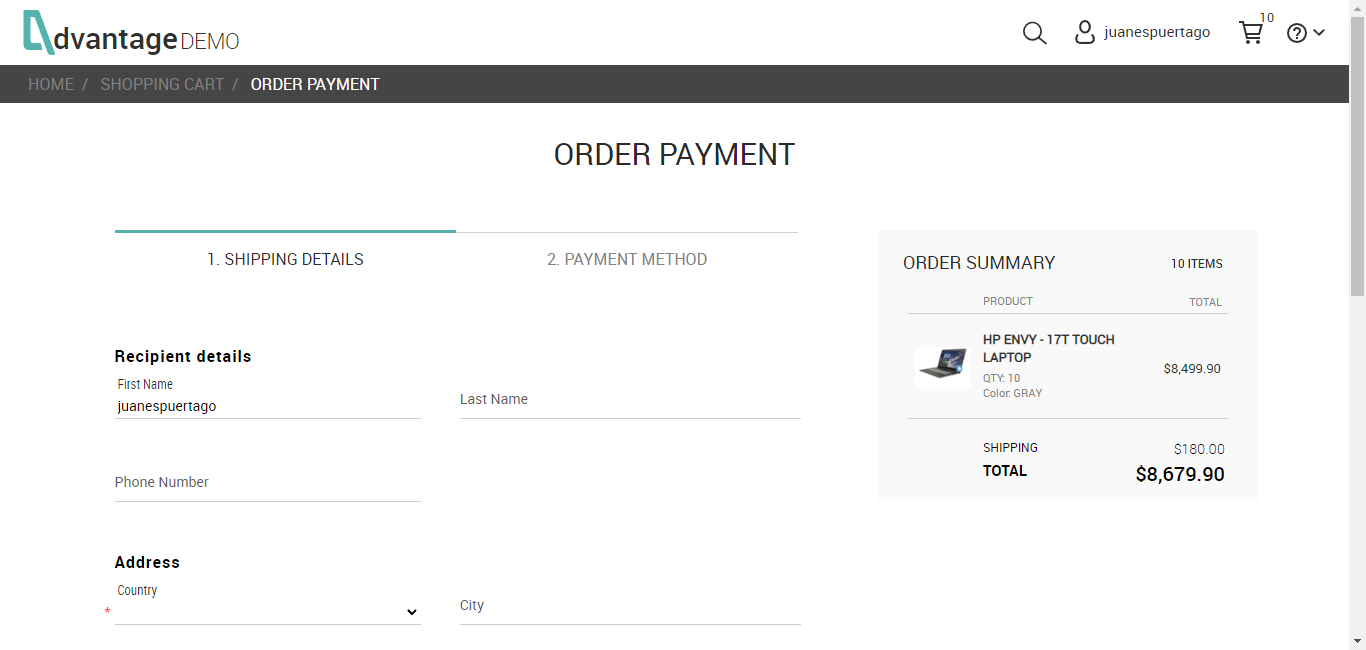 dvantage DEMO
juanespuertago
10
HOME / SHOPPING CART / ORDER PAYMENT
ORDER PAYMENT
1. SHIPPING DETAILS
2. PAYMENT METHOD
Recipient details
First Name
juanespuertago
Last Name
Phone Number
Address
Country
*
City
ORDER SUMMARY
10 ITEMS
PRODUCT
TOTAL
HP ENVY - 17T TOUCH
LAPTOP
QTY: 10
Color: GRAY
$8,499.90
SHIPPING
$180.00
TOTAL
$8,679.90